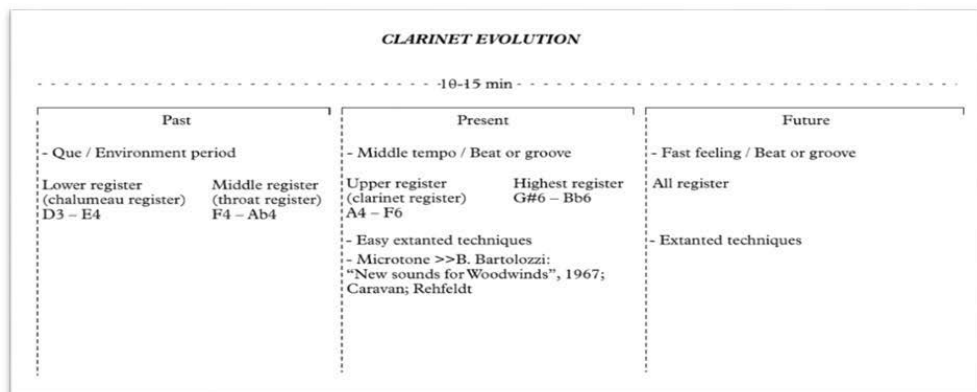 CLARINET EVOLUTION
10-15 min
Past
- Que / Environment period
Lower register
(chalumeau register)
D3 – E4
Middle register
(throat register)
F4 – Ab4
Present
- Middle tempo / Beat or groove
Upper register
(clarinet register)
A4 – F6
Highest register
G#6 – Bb6
- Easy extanted techniques
- Microtone >>B. Bartolozzi:
“New sounds for Woodwinds”, 1967;
Caravan; Rehfeldt
Future
- Fast feeling / Beat or groove
All register
- Extanted techniques